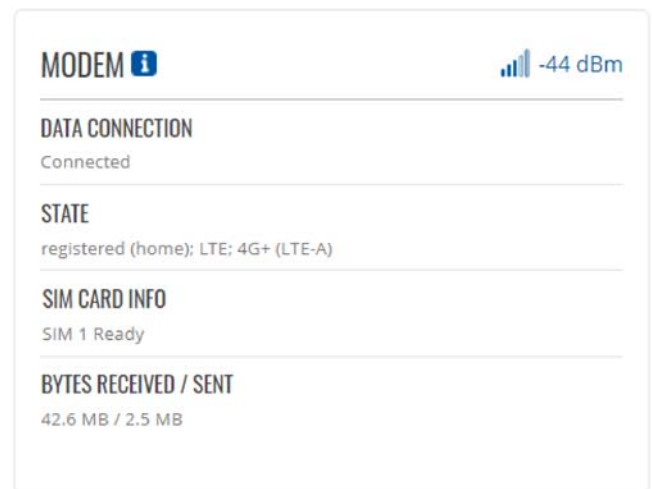 MODEM i -44 dBm
DATA CONNECTION
Connected
STATE
registered (home); LTE; 4G+ (LTE-A)
SIM CARD INFO
SIM 1 Ready
BYTES RECEIVED / SENT
42.6 MB / 2.5 MB